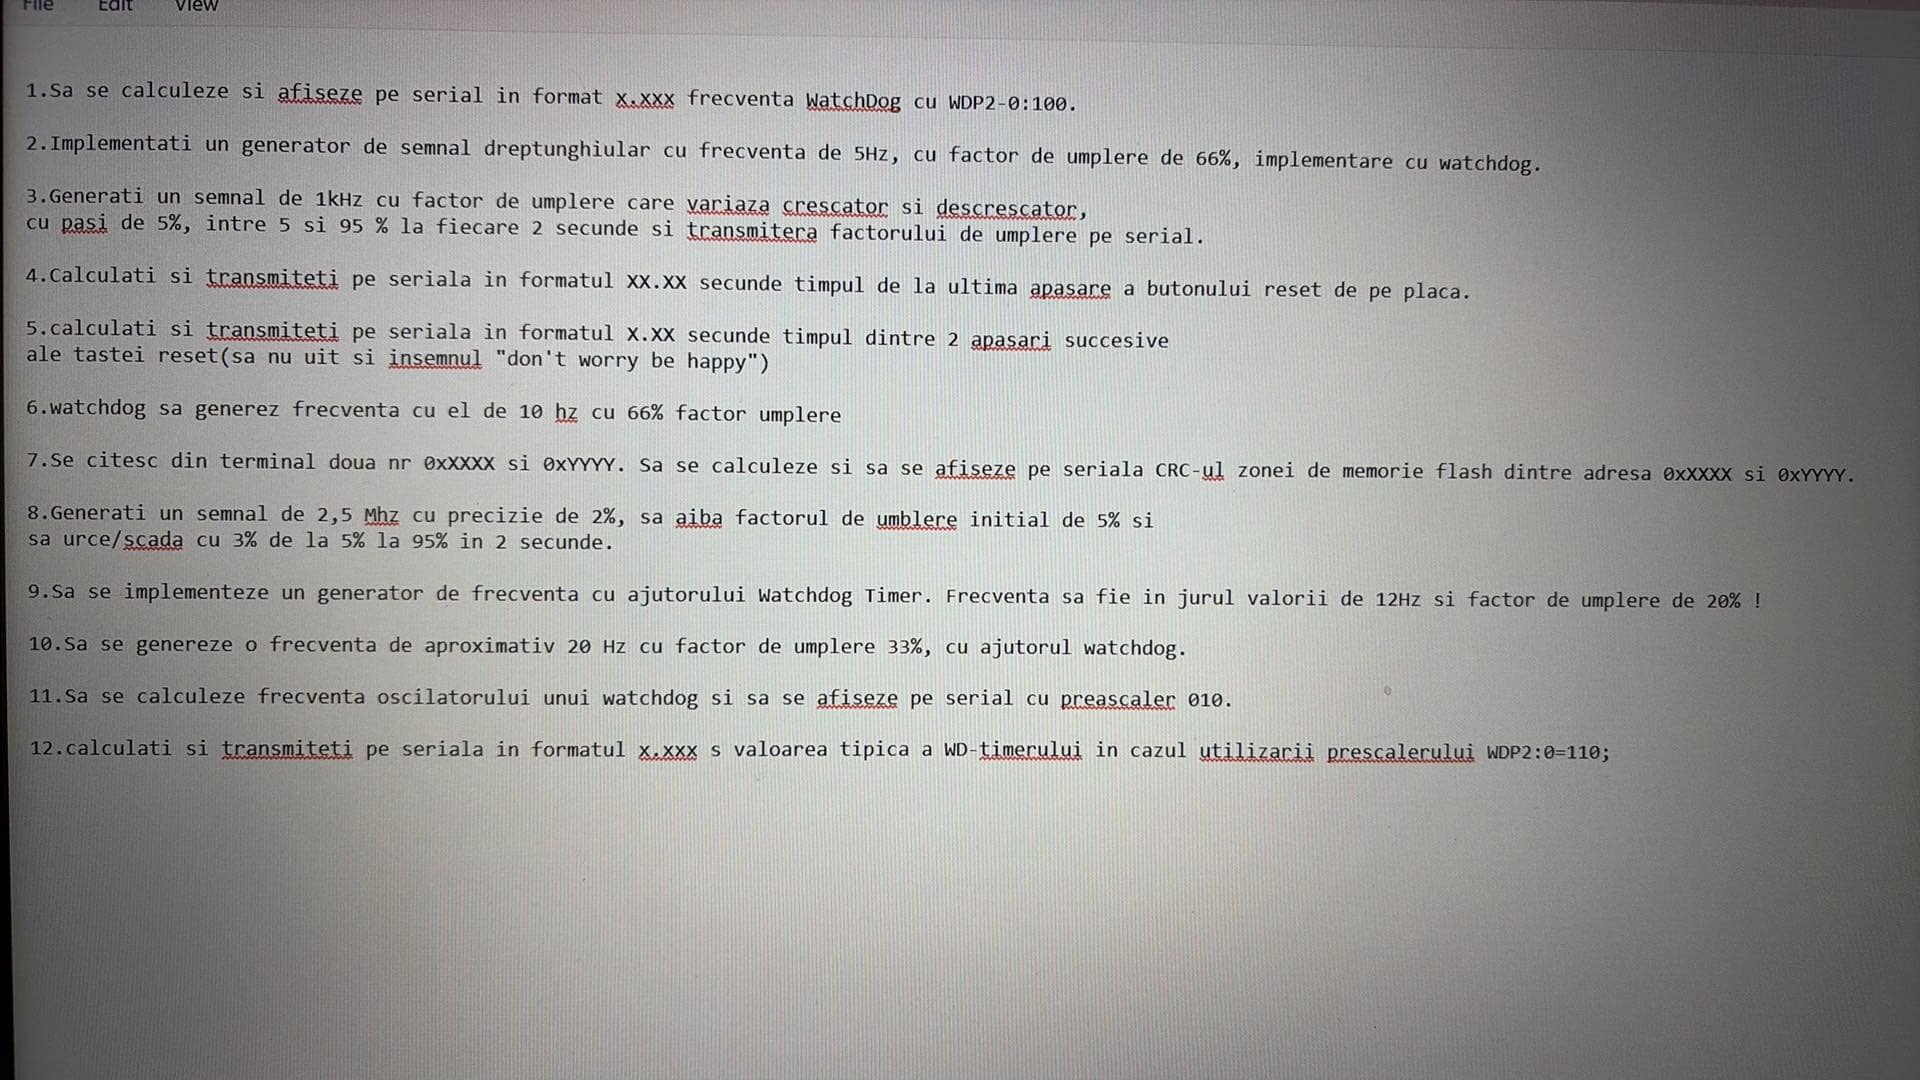 File Edit View
1.Sa se calculeze si afiseze pe serial in format x.xxx frecventa WatchDog cu WDP2-0:100.
2.Implementati un generator de semnal dreptunghiular cu frecventa de 5Hz, cu factor de umplere de 66%, implementare cu watchdog.
3.Generati un semnal de 1kHz cu factor de umplere care variaza crescator si descrescator,
cu pasi de 5%, intre 5 si 95 % la fiecare 2 secunde si transmitera factorului de umplere pe serial.
4.Calculati si transmiteti pe seriala in formatul XX.XX secunde timpul de la ultima apasare a butonului reset de pe placa.
5.calculati si transmiteti pe seriala in formatul X.XX secunde timpul dintre 2 apasari succesive
ale tastei reset(sa nu uit si insemnul "don't worry be happy")
6.watchdog sa generez frecventa cu el de 10 hz cu 66% factor umplere
7.Se citesc din terminal doua nr 0xXXXX si 0xYYYY. Sa se calculeze si sa se afiseze pe seriala CRC-ul zonei de memorie flash dintre adresa 0xXXXX si 0xYYYY.
8.Generati un semnal de 2,5 Mhz cu precizie de 2%, sa aiba factorul de umblere initial de 5% si
sa urce/scada cu 3% de la 5% la 95% in 2 secunde.
9.Sa se implementeze un generator de frecventa cu ajutorului Watchdog Timer. Frecventa sa fie in jurul valorii de 12Hz si factor de umplere de 20% !
10.Sa se genereze o frecventa de aproximativ 20 Hz cu factor de umplere 33%, cu ajutorul watchdog.
11.Sa se calculeze frecventa oscilatorului unui watchdog si sa se afiseze pe serial cu preascaler 010.
12.calculati si transmiteti pe seriala in formatul x.xxx s valoarea tipica a WD-timerului in cazul utilizarii prescalerului WDP2:0=110;